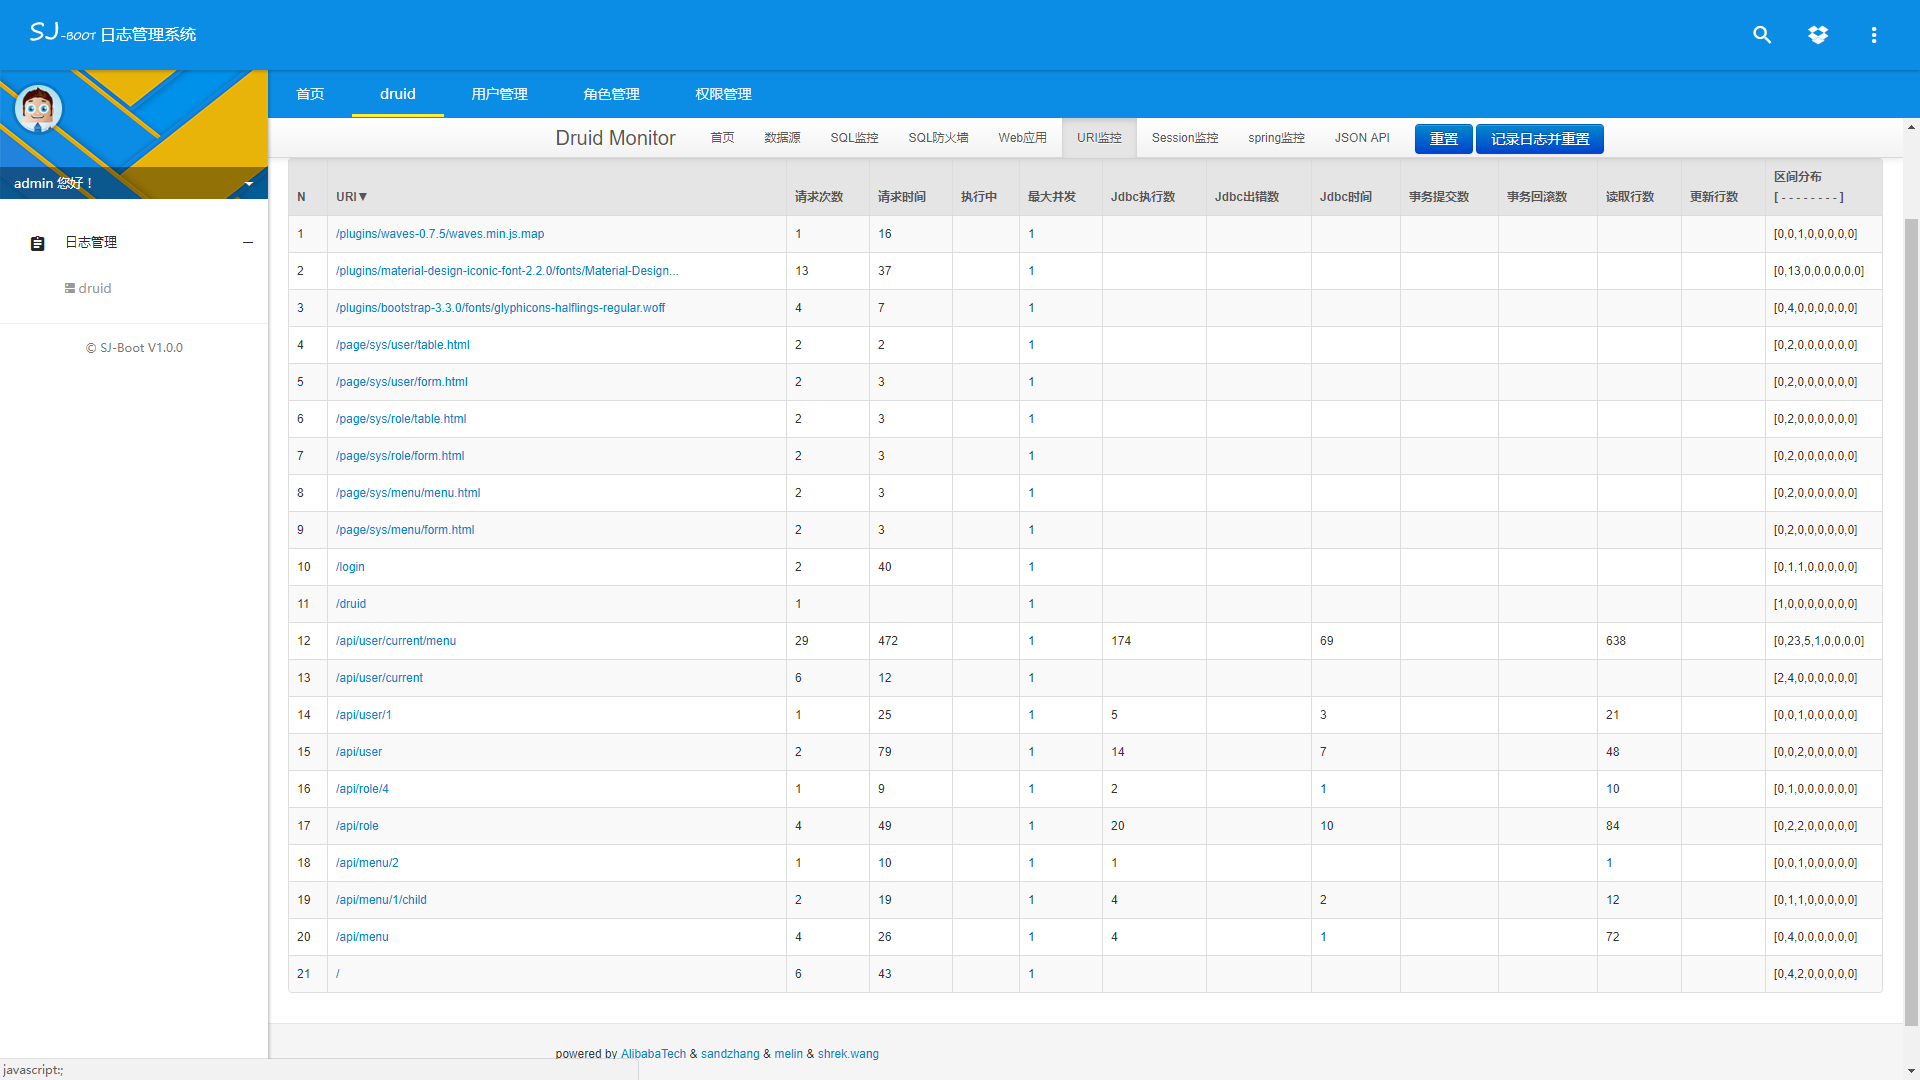 SJ-BOOT 日志管理系统
首页 druid 用户管理 角色管理 权限管理
admin 您好！
日志管理
druid
© SJ-Boot V1.0.0
Druid Monitor 首页 数据源 SQL监控 SQL防火墙 Web应用 URI监控 Session监控 spring监控 JSON API 重置 记录日志并重置
N URI▼ 请求次数 请求时间 执行中 最大并发 Jdbc执行数 Jdbc出错数 Jdbc时间 事务提交数 事务回滚数 读取行数 更新行数 区间分布 [ - - - - - - - - ]
1 /plugins/waves-0.7.5/waves.min.js.map 1 16 1 [0,0,1,0,0,0,0,0]
2 /plugins/material-design-iconic-font-2.2.0/fonts/Material-Design... 13 37 1 [0,13,0,0,0,0,0,0]
3 /plugins/bootstrap-3.3.0/fonts/glyphicons-halflings-regular.woff 4 7 1 [0,4,0,0,0,0,0,0]
4 /page/sys/user/table.html 2 2 1 [0,2,0,0,0,0,0,0]
5 /page/sys/user/form.html 2 3 1 [0,2,0,0,0,0,0,0]
6 /page/sys/role/table.html 2 3 1 [0,2,0,0,0,0,0,0]
7 /page/sys/role/form.html 2 3 1 [0,2,0,0,0,0,0,0]
8 /page/sys/menu/menu.html 2 3 1 [0,2,0,0,0,0,0,0]
9 /page/sys/menu/form.html 2 3 1 [0,2,0,0,0,0,0,0]
10 /login 2 40 1 [0,1,1,0,0,0,0,0]
11 /druid 1 1 [1,0,0,0,0,0,0,0]
12 /api/user/current/menu 29 472 1 174 69 638 [0,23,5,1,0,0,0,0]
13 /api/user/current 6 12 1 [2,4,0,0,0,0,0,0]
14 /api/user/1 1 25 1 5 3 21 [0,0,1,0,0,0,0,0]
15 /api/user 2 79 1 14 7 48 [0,0,2,0,0,0,0,0]
16 /api/role/4 1 9 1 2 1 10 [0,1,0,0,0,0,0,0]
17 /api/role 4 49 1 20 10 84 [0,2,2,0,0,0,0,0]
18 /api/menu/2 1 10 1 1 1 [0,0,1,0,0,0,0,0]
19 /api/menu/1/child 2 19 1 4 2 12 [0,1,1,0,0,0,0,0]
20 /api/menu 4 26 1 4 1 72 [0,4,0,0,0,0,0,0]
21 / 6 43 1 [0,4,2,0,0,0,0,0]
powered by AlibabaTech & sandzhang & melin & shrek.wang
javascript:;